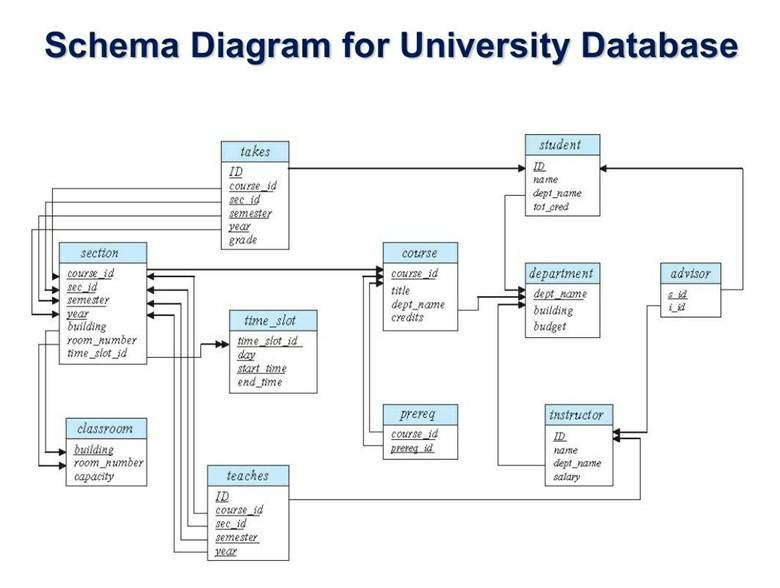 Schema Diagram for University Database
takes
ID
course_id
sec_id
semester
year
grade
student
ID
name
dept_name
tot_cred
section
course_id
sec_id
semester
year
building
room_number
time_slot_id
course
course_id
title
dept_name
credits
department
dept_name
building
budget
advisor
s_id
i_id
time_slot
time_slot_id
day
start_time
end_time
classroom
building
room_number
capacity
prereq
course_id
prereq_id
instructor
ID
name
dept_name
salary
teaches
ID
course_id
sec_id
semester
year